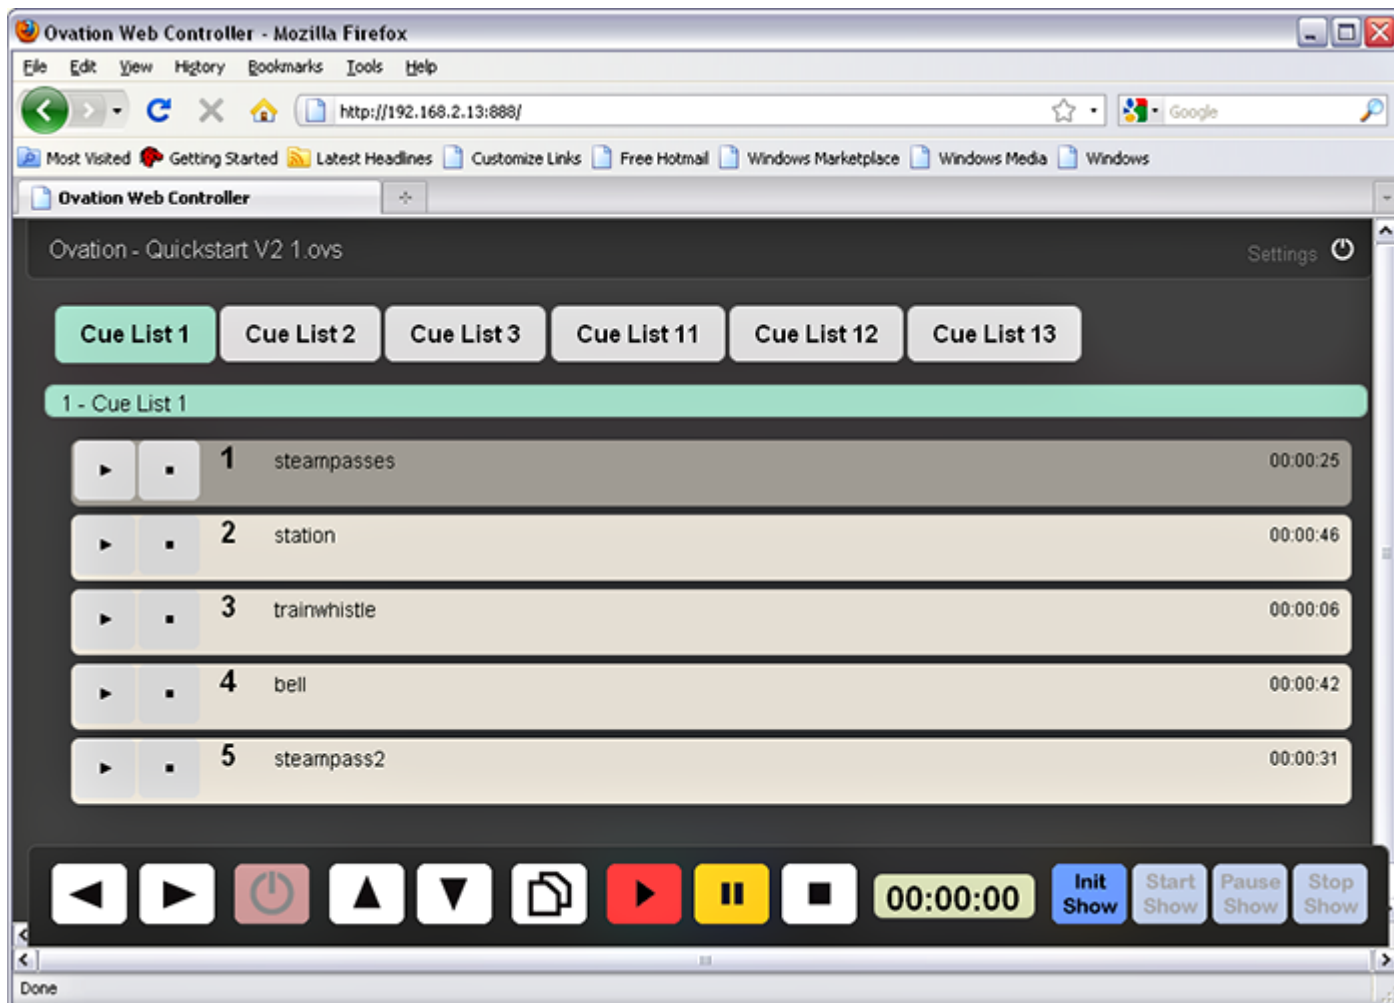 Ovation Web Controller - Mozilla Firefox
File Edit View History Bookmarks Tools Help
http://192.168.2.13:888/ Google
Most Visited Getting Started Latest Headlines Customize Links Free Hotmail Windows Marketplace Windows Media Windows
Ovation Web Controller
Ovation - Quickstart V2 1.ovs Settings
Cue List 1 Cue List 2 Cue List 3 Cue List 11 Cue List 12 Cue List 13
1 - Cue List 1
1 steampasses 00:00:25
2 station 00:00:46
3 trainwhistle 00:00:06
4 bell 00:00:42
5 steampass2 00:00:31
00:00:00 Init Show Start Show Pause Show Stop Show
Done